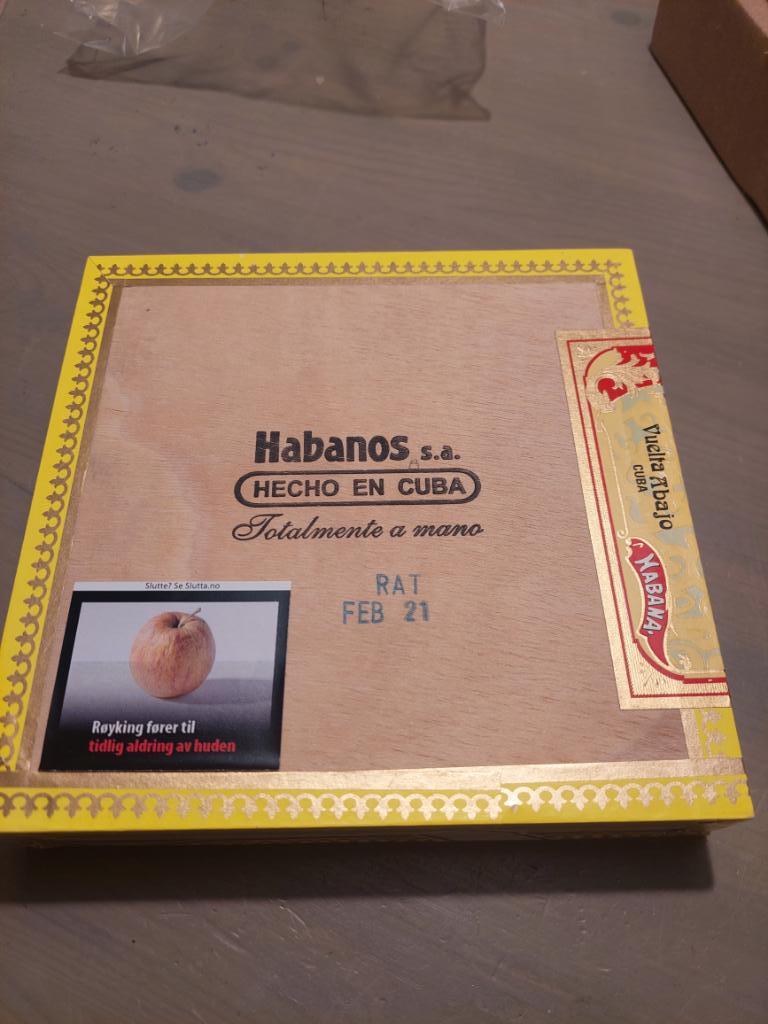 Habanos s.a.
HECHO EN CUBA
Totalmente a mano
RAT
FEB 21
Slutte? Se Slutta.no
Røyking fører til
tidlig aldring av huden
Vuelta Abajo
CUBA
HABANA.